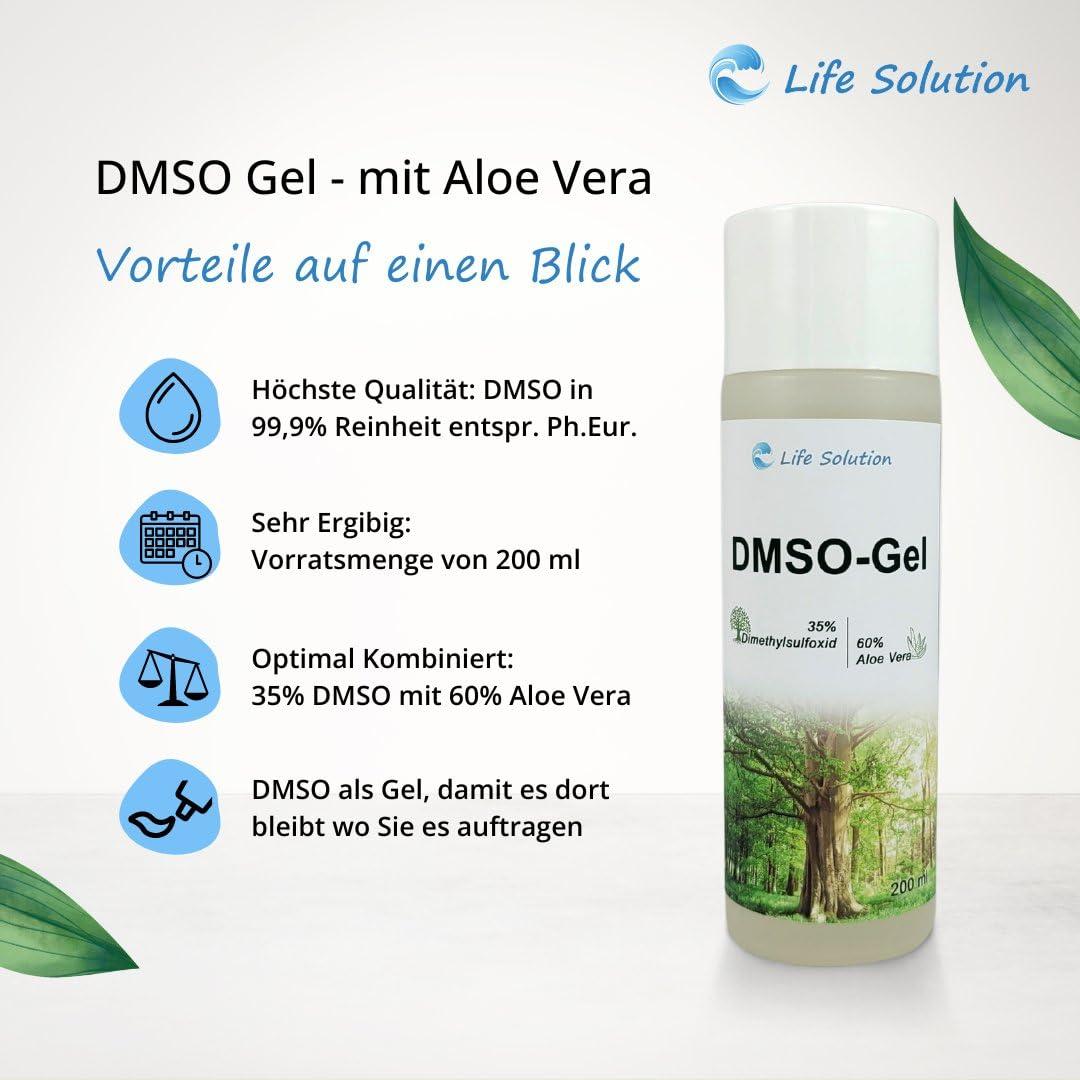 Life Solution
DMSO Gel - mit Aloe Vera
Vorteile auf einen Blick
Höchste Qualität: DMSO in
99,9% Reinheit entspr. Ph.Eur.
Sehr Ergibig:
Vorratsmenge von 200 ml
Optimal Kombiniert:
35% DMSO mit 60% Aloe Vera
DMSO als Gel, damit es dort
bleibt wo Sie es auftragen
Life Solution
DMSO-Gel
35%
Dimethylsulfoxid
60%
Aloe Vera
200 ml